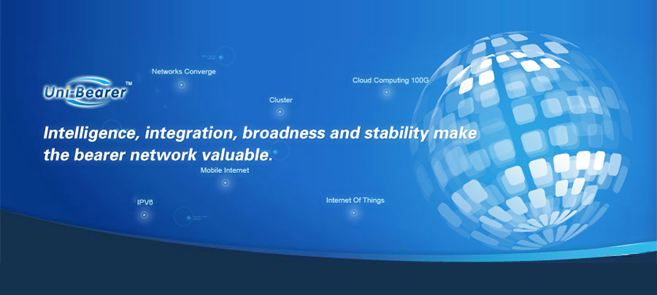 Networks Converge
Cloud Computing 100G
Uni-Bearer™
Cluster
Intelligence, integration, broadness and stability make
the bearer network valuable.
Mobile Internet
IPV6
Internet Of Things